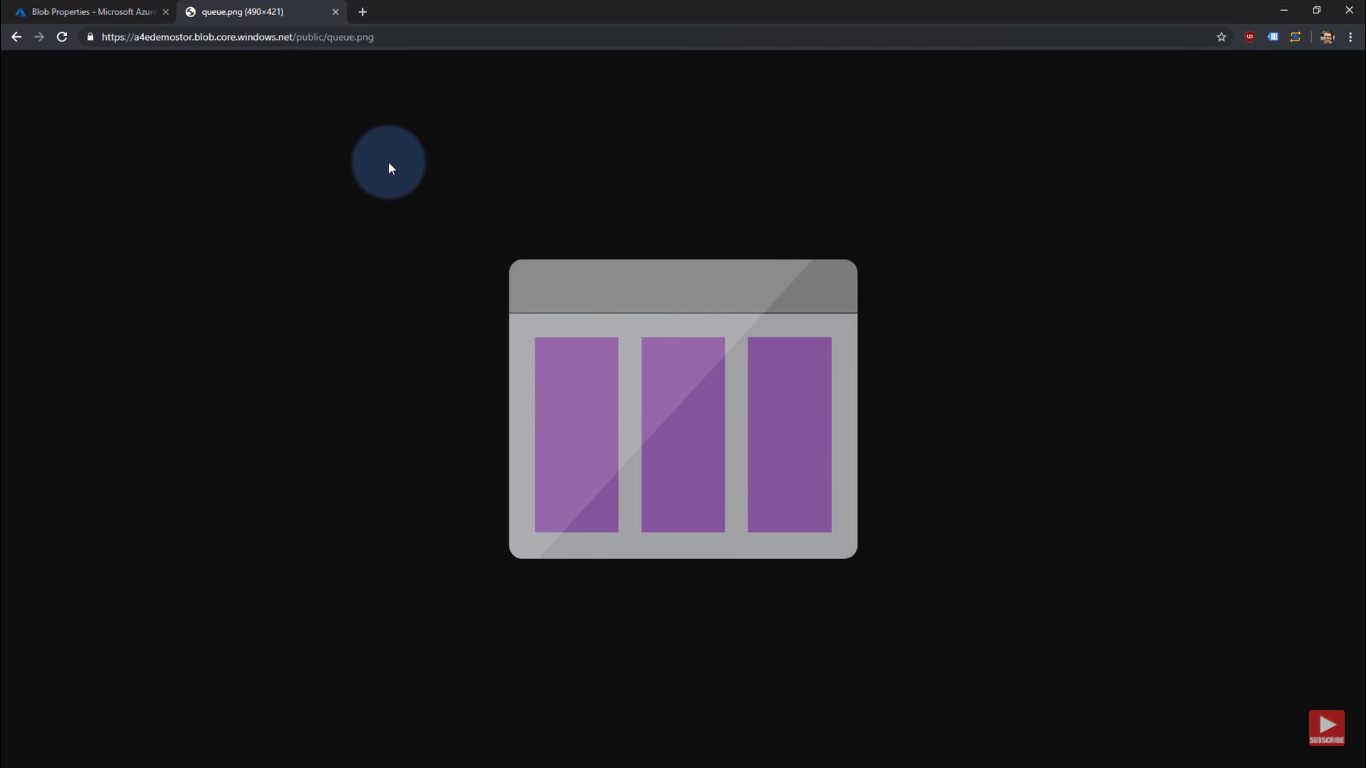 Blob Properties - Microsoft Azur
queue.png (490×421)
https://a4edemostor.blob.core.windows.net/public/queue.png
SUBSCRIBE